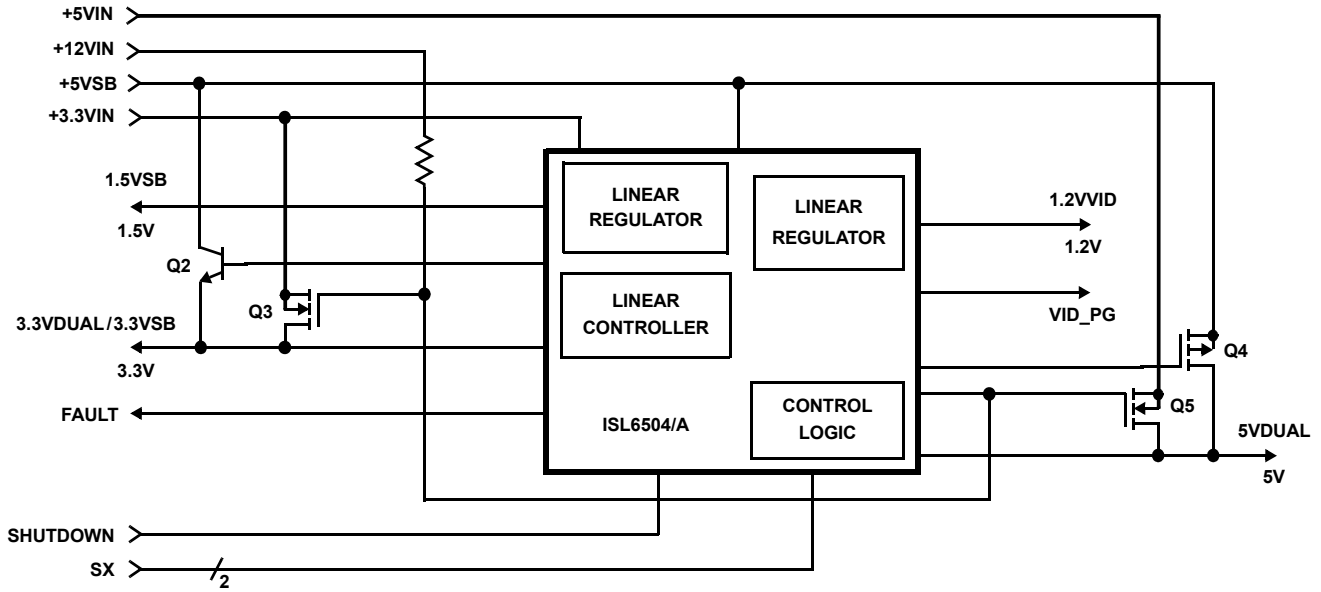 +5VIN
+12VIN
+5VSB
+3.3VIN
1.5VSB
1.5V
Q2
Q3
3.3VDUAL/3.3VSB
3.3V
FAULT
SHUTDOWN
SX
2
LINEAR
REGULATOR
LINEAR
CONTROLLER
ISL6504/A
LINEAR
REGULATOR
CONTROL
LOGIC
1.2VVID
1.2V
VID_PG
Q4
Q5
5VDUAL
5V